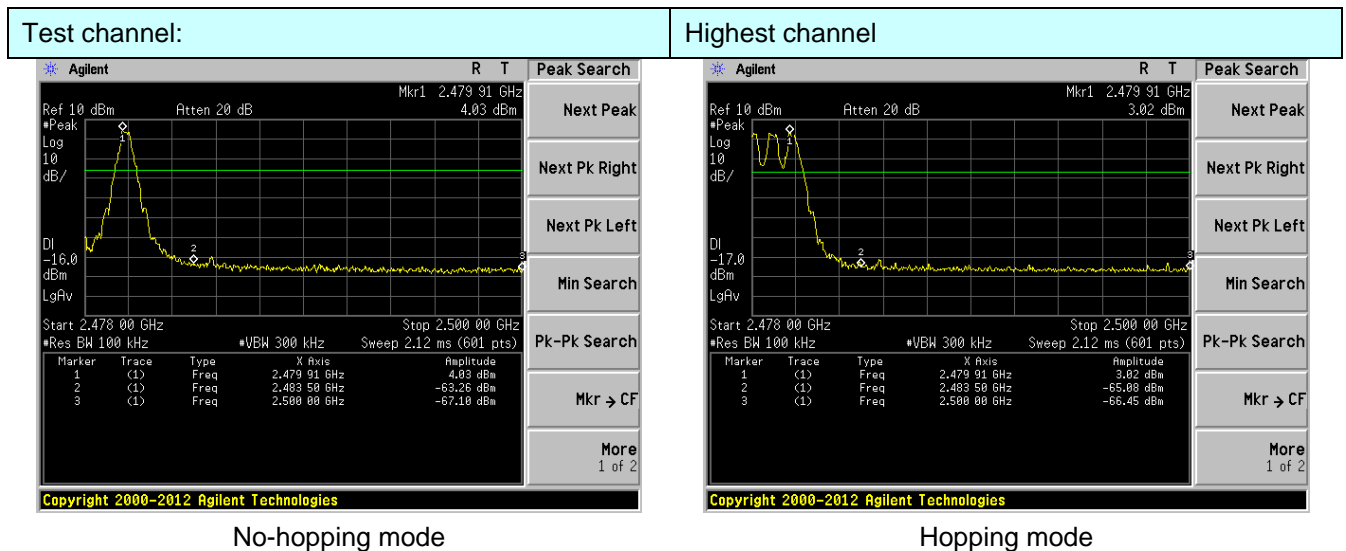 Test channel:
Highest channel
Agilent
R T
Peak Search
Mkr1 2.479 91 GHz
Ref 10 dBm Atten 20 dB 4.03 dBm
#Peak
Log
10
dB/
1
2
3
DI
-16.0
dBm
LgAv
Start 2.478 00 GHz Stop 2.500 00 GHz
#Res BW 100 kHz #VBW 300 kHz Sweep 2.12 ms (601 pts)
Marker Trace Type X Axis Amplitude
1 (1) Freq 2.479 91 GHz 4.03 dBm
2 (1) Freq 2.483 50 GHz -63.26 dBm
3 (1) Freq 2.500 00 GHz -67.10 dBm
Next Peak
Next Pk Right
Next Pk Left
Min Search
Pk-Pk Search
Mkr → CF
More
1 of 2
Copyright 2000-2012 Agilent Technologies
No-hopping mode
Agilent
R T
Peak Search
Mkr1 2.479 91 GHz
Ref 10 dBm Atten 20 dB 3.02 dBm
#Peak
Log
10
dB/
1
2
3
DI
-17.0
dBm
LgAv
Start 2.478 00 GHz Stop 2.500 00 GHz
#Res BW 100 kHz #VBW 300 kHz Sweep 2.12 ms (601 pts)
Marker Trace Type X Axis Amplitude
1 (1) Freq 2.479 91 GHz 3.02 dBm
2 (1) Freq 2.483 50 GHz -65.08 dBm
3 (1) Freq 2.500 00 GHz -66.45 dBm
Next Peak
Next Pk Right
Next Pk Left
Min Search
Pk-Pk Search
Mkr → CF
More
1 of 2
Copyright 2000-2012 Agilent Technologies
Hopping mode